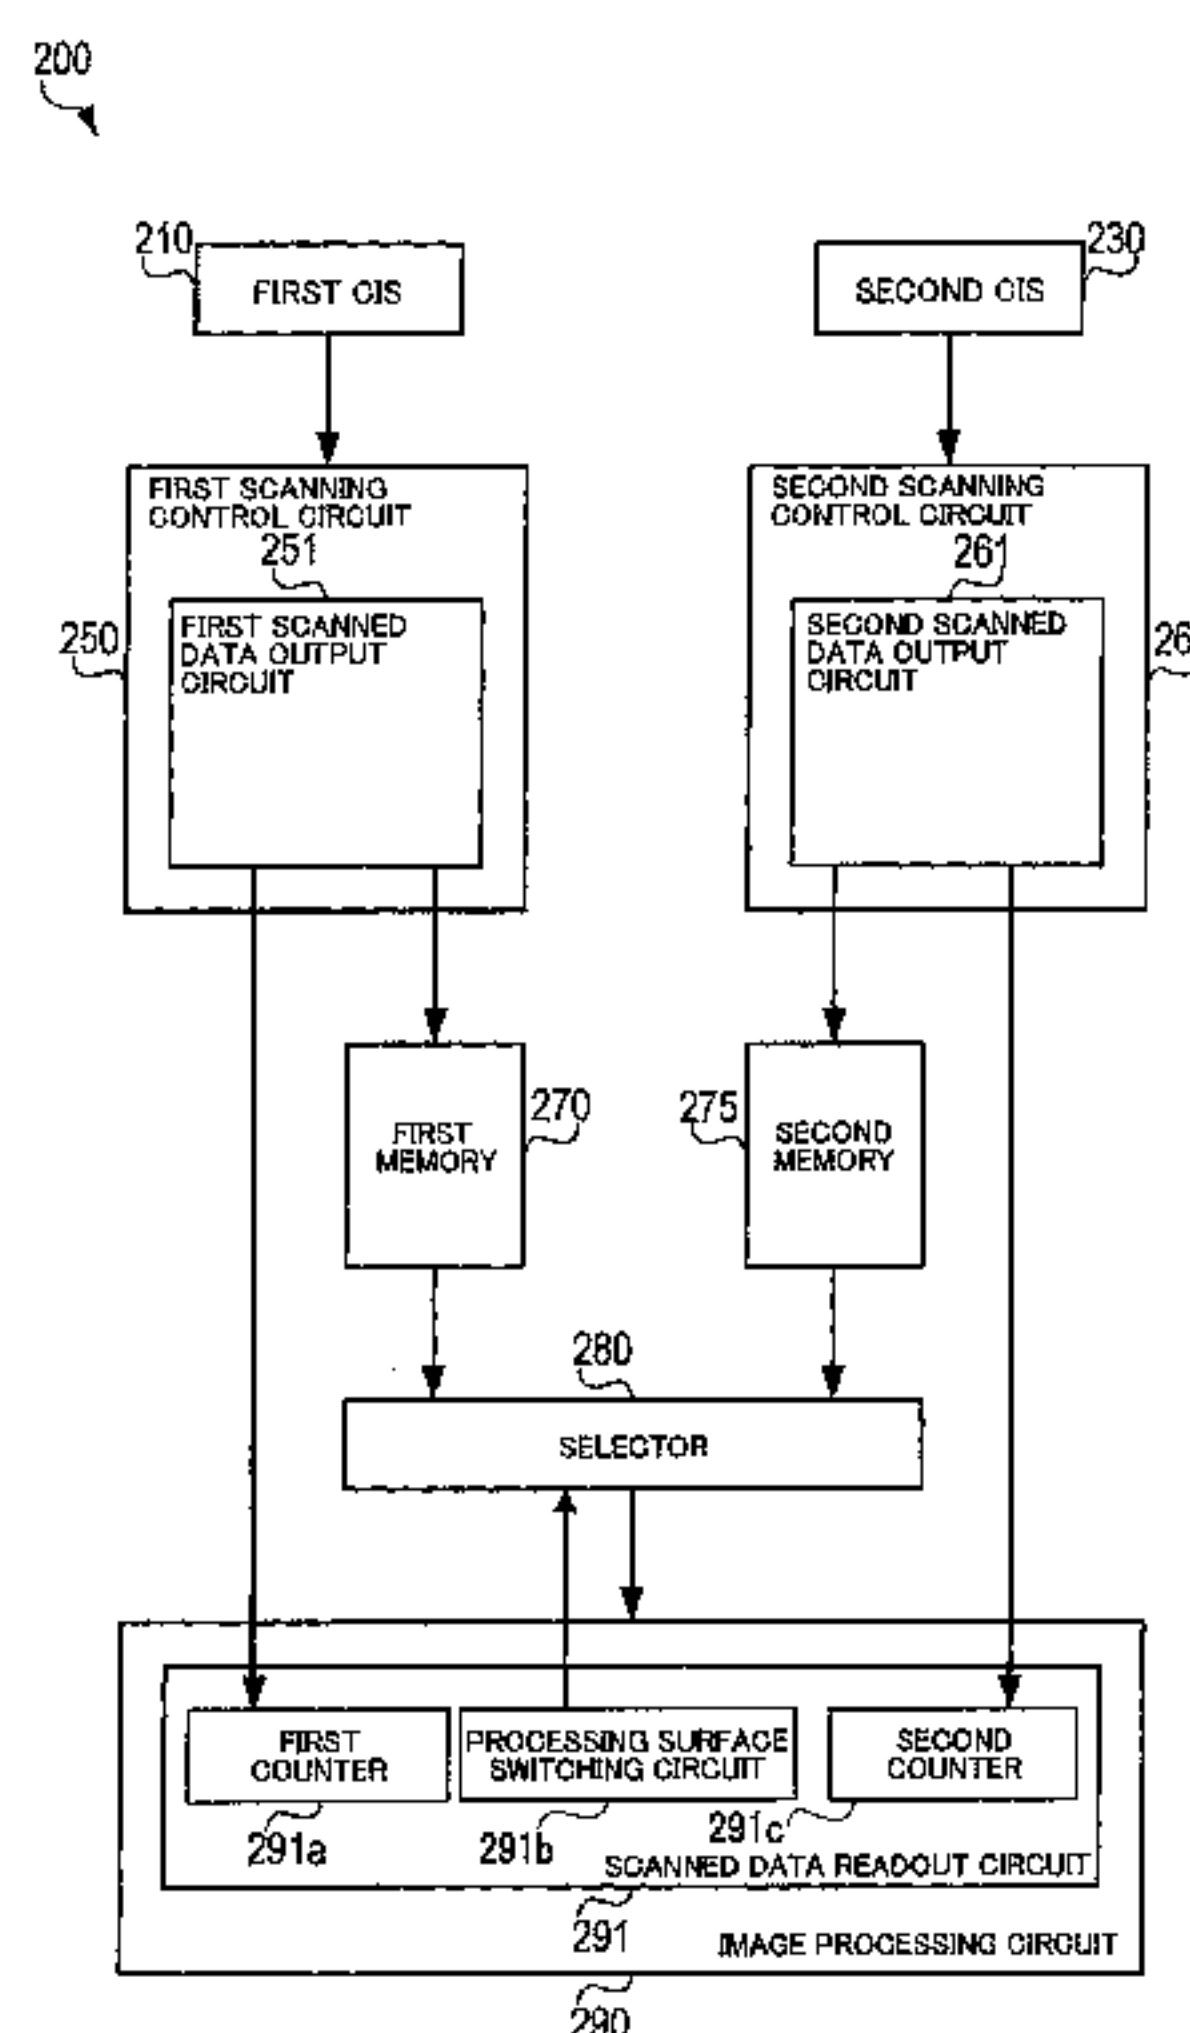 200
210
FIRST CIS
230
SECOND CIS
FIRST SCANNING
CONTROL CIRCUIT
251
250
FIRST SCANNED
DATA OUTPUT
CIRCUIT
SECOND SCANNING
CONTROL CIRCUIT
261
SECOND SCANNED
DATA OUTPUT
CIRCUIT
26
FIRST
MEMORY
270
275
SECOND
MEMORY
280
SELECTOR
FIRST
COUNTER
291a
PROCESSING SURFACE
SWITCHING CIRCUIT
291b
SECOND
COUNTER
291c
SCANNED DATA READOUT CIRCUIT
291
IMAGE PROCESSING CIRCUIT
290